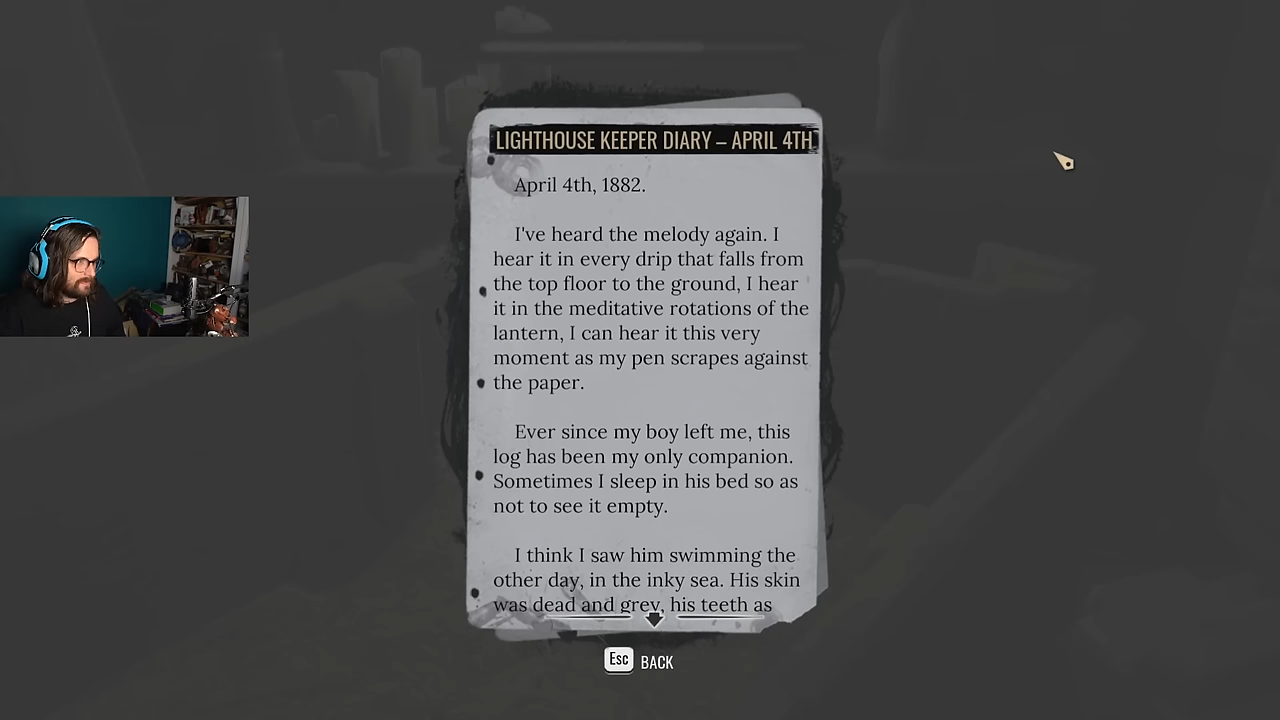 LIGHTHOUSE KEEPER DIARY – APRIL 4TH
April 4th, 1882.
I've heard the melody again. I
hear it in every drip that falls from
the top floor to the ground, I hear
it in the meditative rotations of the
lantern, I can hear it this very
moment as my pen scrapes against
the paper.
Ever since my boy left me, this
log has been my only companion.
Sometimes I sleep in his bed so as
not to see it empty.
I think I saw him swimming the
other day, in the inky sea. His skin
was dead and grey, his teeth as
Esc BACK